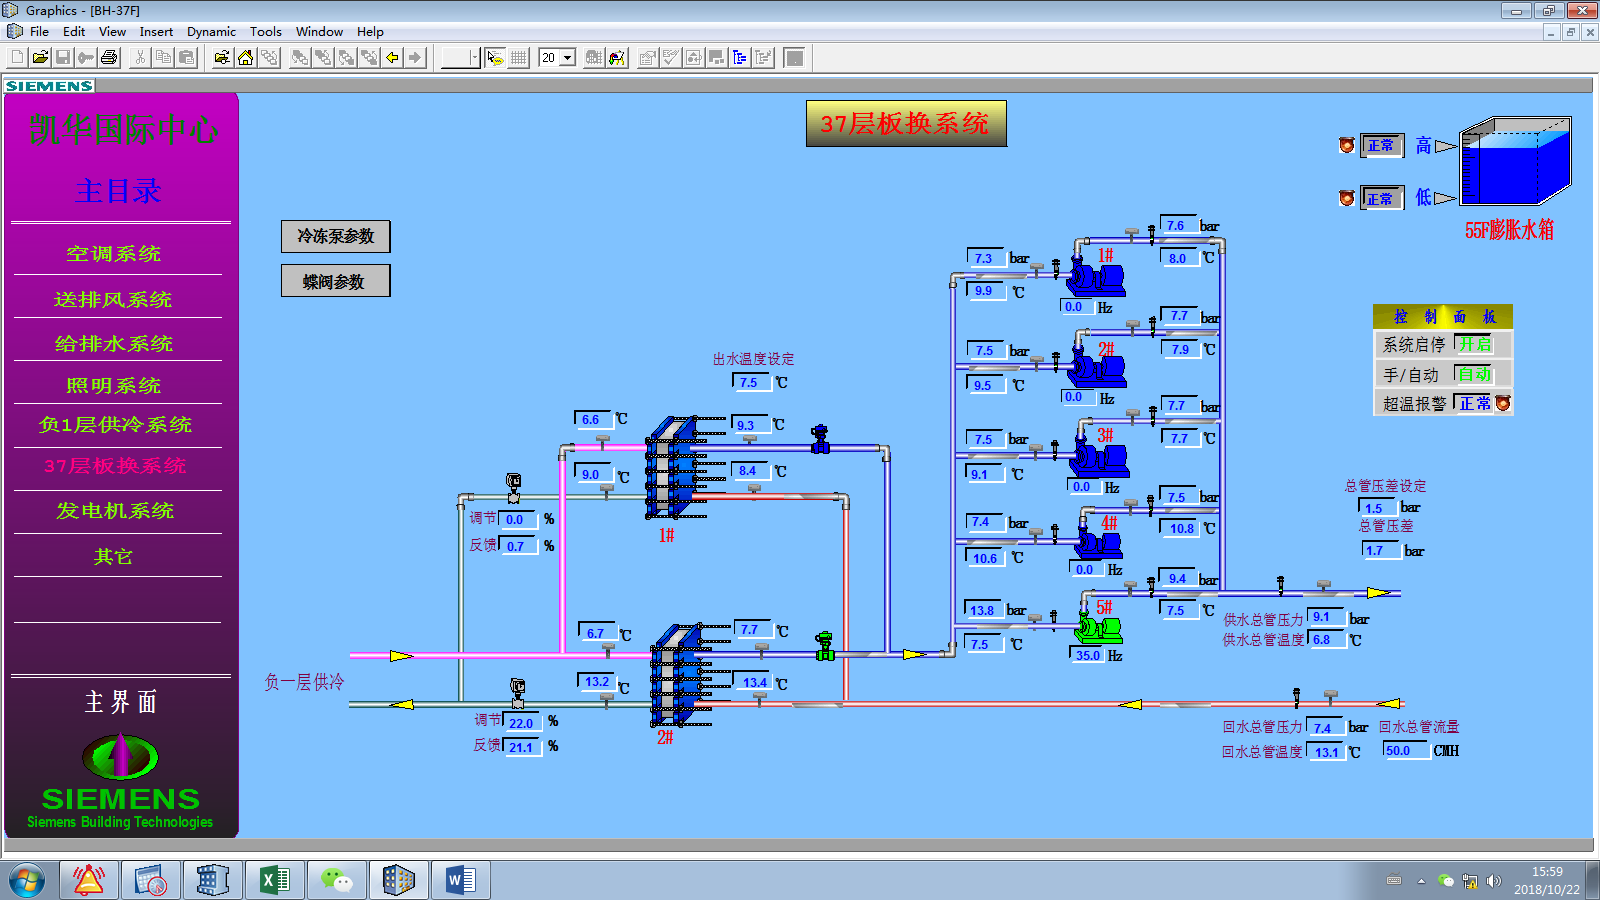 Graphics - [BH-37F]
File Edit View Insert Dynamic Tools Window Help
20
SIEMENS
凯华国际中心
主目录
空调系统
送排风系统
给排水系统
照明系统
负1层供冷系统
37层板换系统
发电机系统
其它
主界面
SIEMENS
Siemens Building Technologies
37层板换系统
冷冻泵参数
蝶阀参数
正常 高
正常 低
55F膨胀水箱
控制面板
系统启停 开启
手/自动 自动
超温报警 正常
出水温度设定
7.5 ℃
6.6 ℃
9.3 ℃
9.0 ℃
8.4 ℃
调节 0.0 %
反馈 0.7 %
1#
6.7 ℃
7.7 ℃
13.2 ℃
13.4 ℃
调节 22.0 %
反馈 21.1 %
2#
负一层供冷
7.3 bar
9.9 ℃
1#
0.0 Hz
7.6 bar
8.0 ℃
7.5 bar
9.5 ℃
2#
0.0 Hz
7.7 bar
7.9 ℃
7.5 bar
9.1 ℃
3#
0.0 Hz
7.7 bar
7.7 ℃
7.4 bar
10.6 ℃
4#
0.0 Hz
7.5 bar
10.8 ℃
13.8 bar
7.5 ℃
5#
35.0 Hz
9.4 bar
7.5 ℃
总管压差设定
1.5 bar
总管压差
1.7 bar
供水总管压力 9.1 bar
供水总管温度 6.8 ℃
回水总管压力 7.4 bar
回水总管温度 13.1 ℃
回水总管流量
50.0 CMH
15:59
2018/10/22